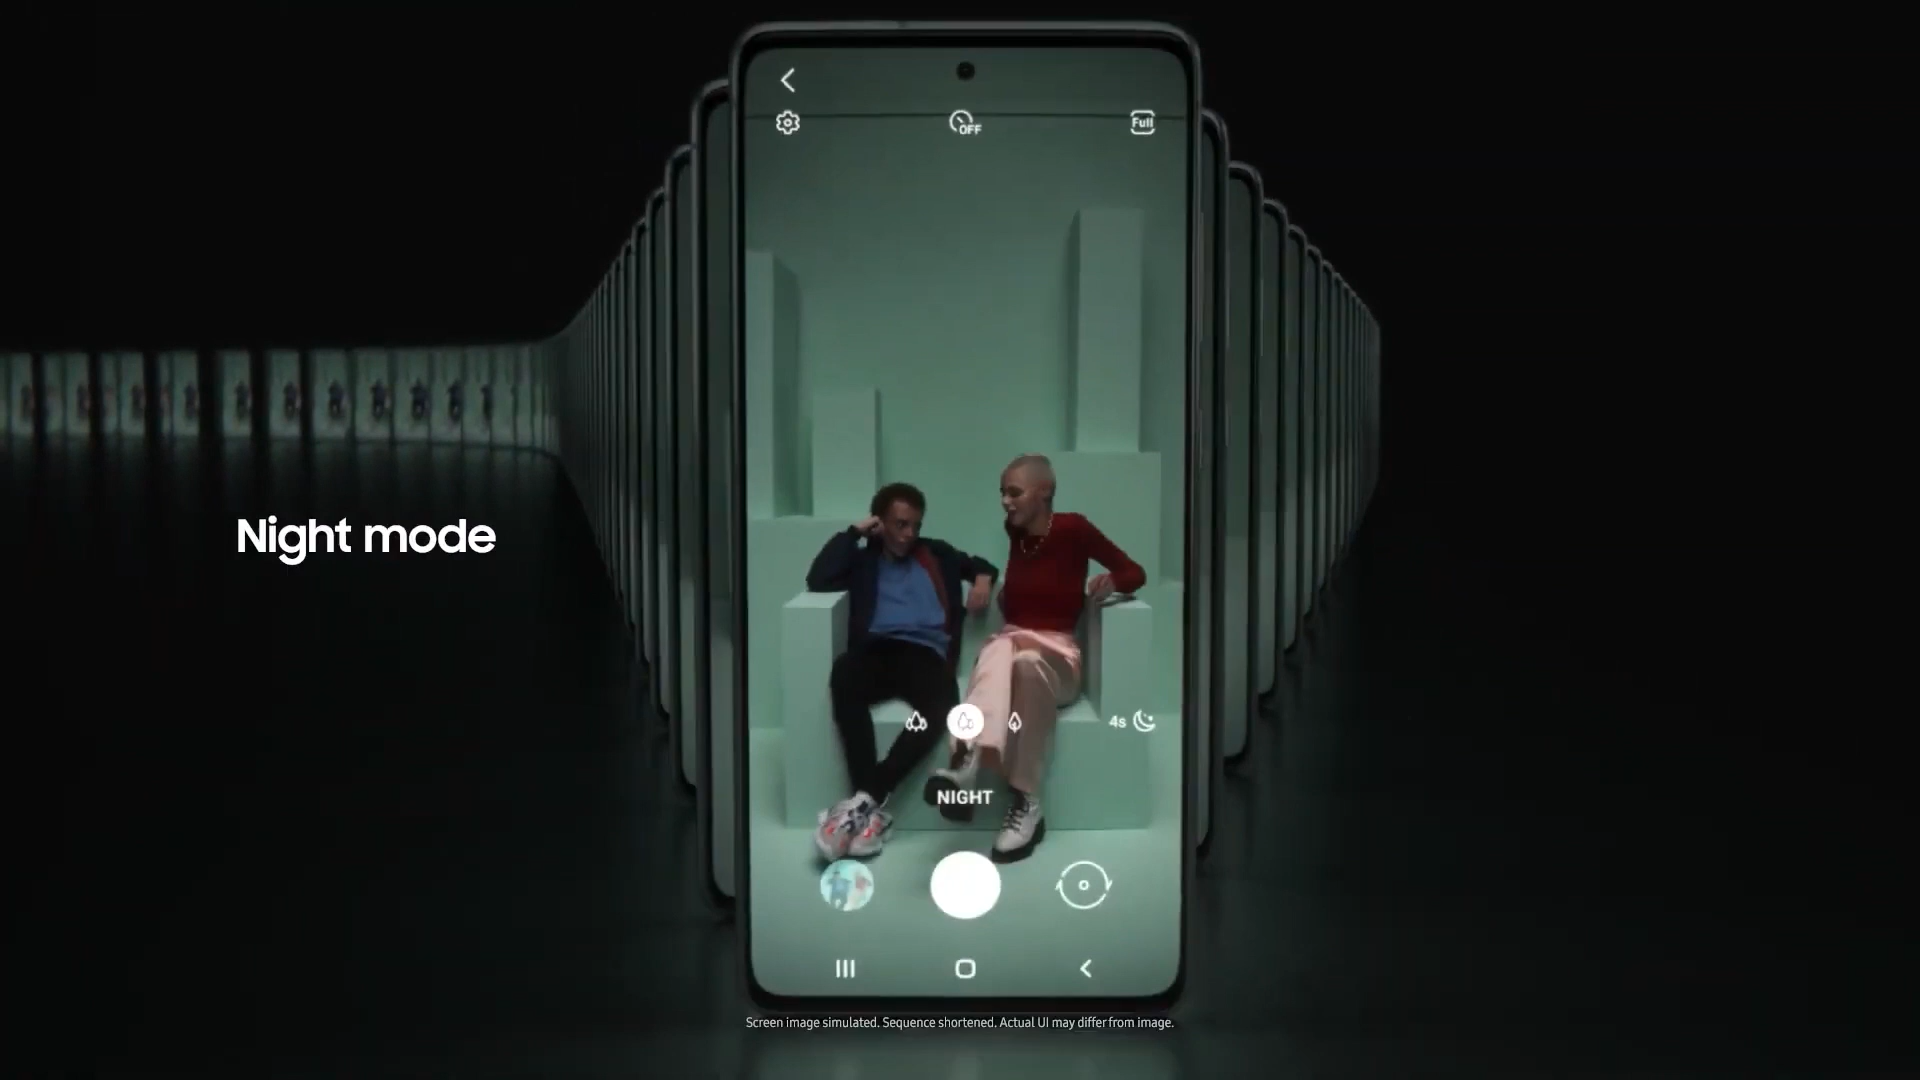 OFF
Full
Night mode
4s
NIGHT
Screen image simulated. Sequence shortened. Actual UI may differ from image.